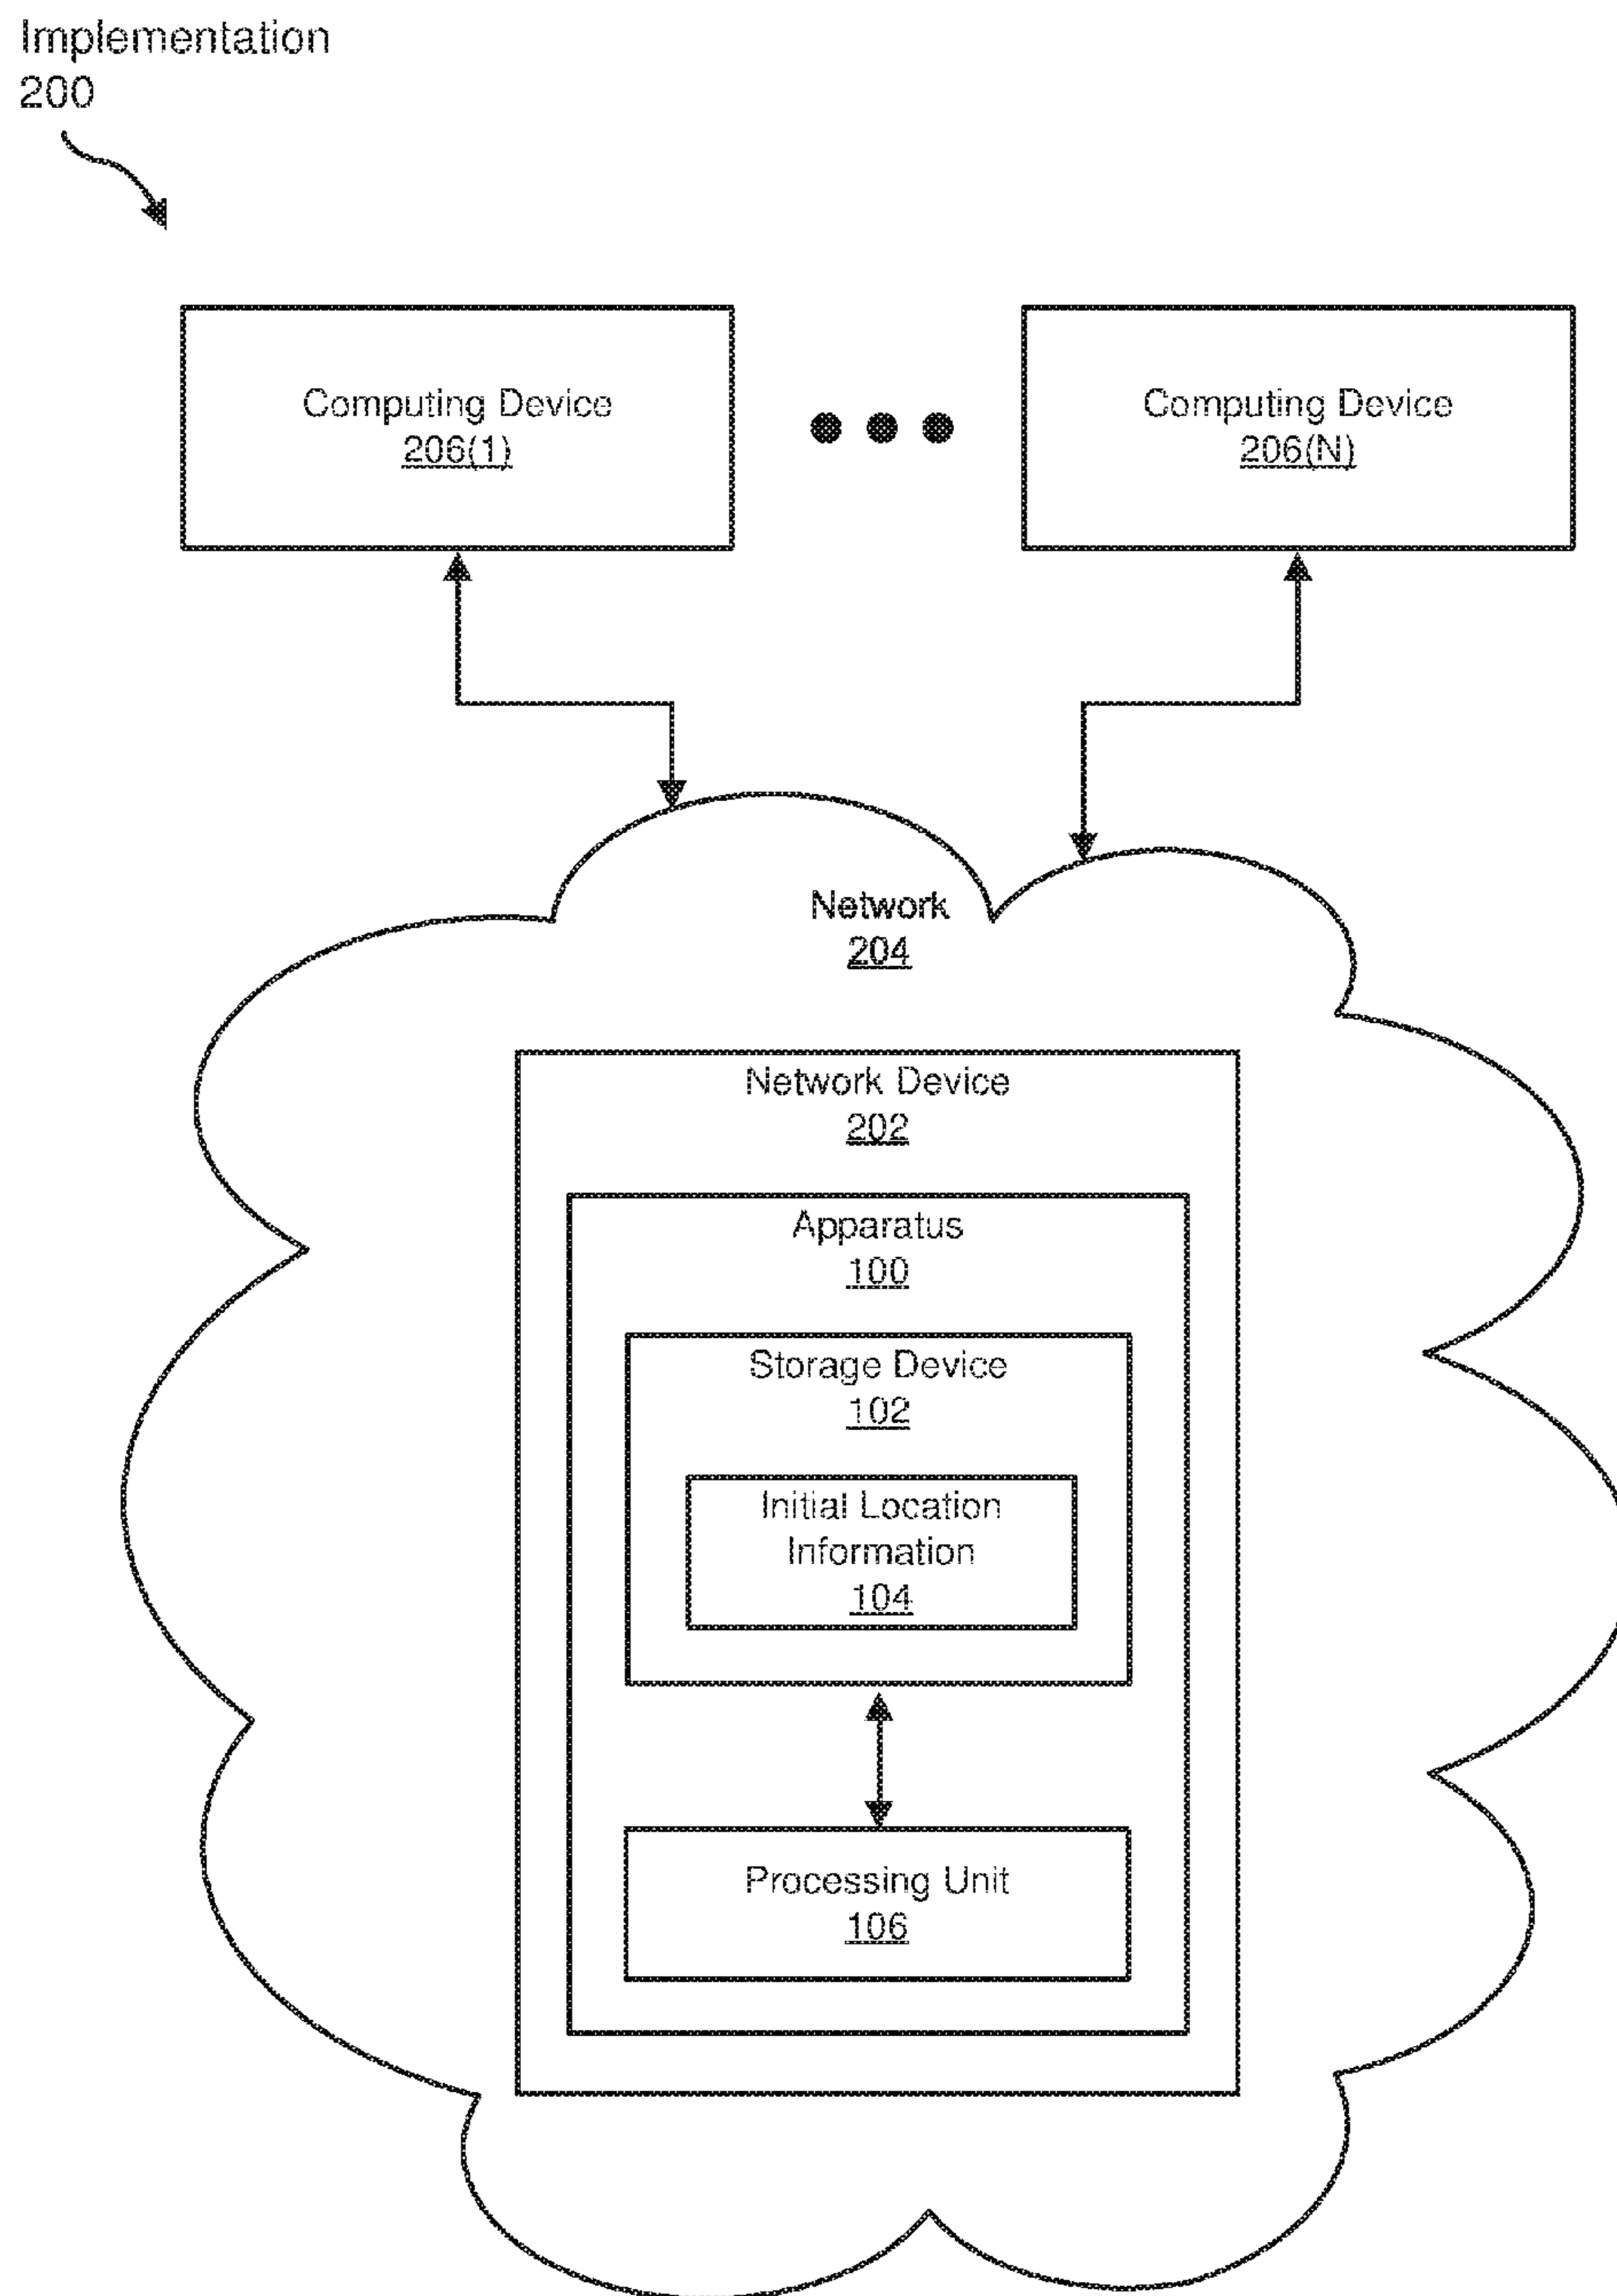 Implementation
200
Computing Device
206(1)
Computing Device
206(N)
Network
204
Network Device
202
Apparatus
100
Storage Device
102
Initial Location
Information
104
Processing Unit
106